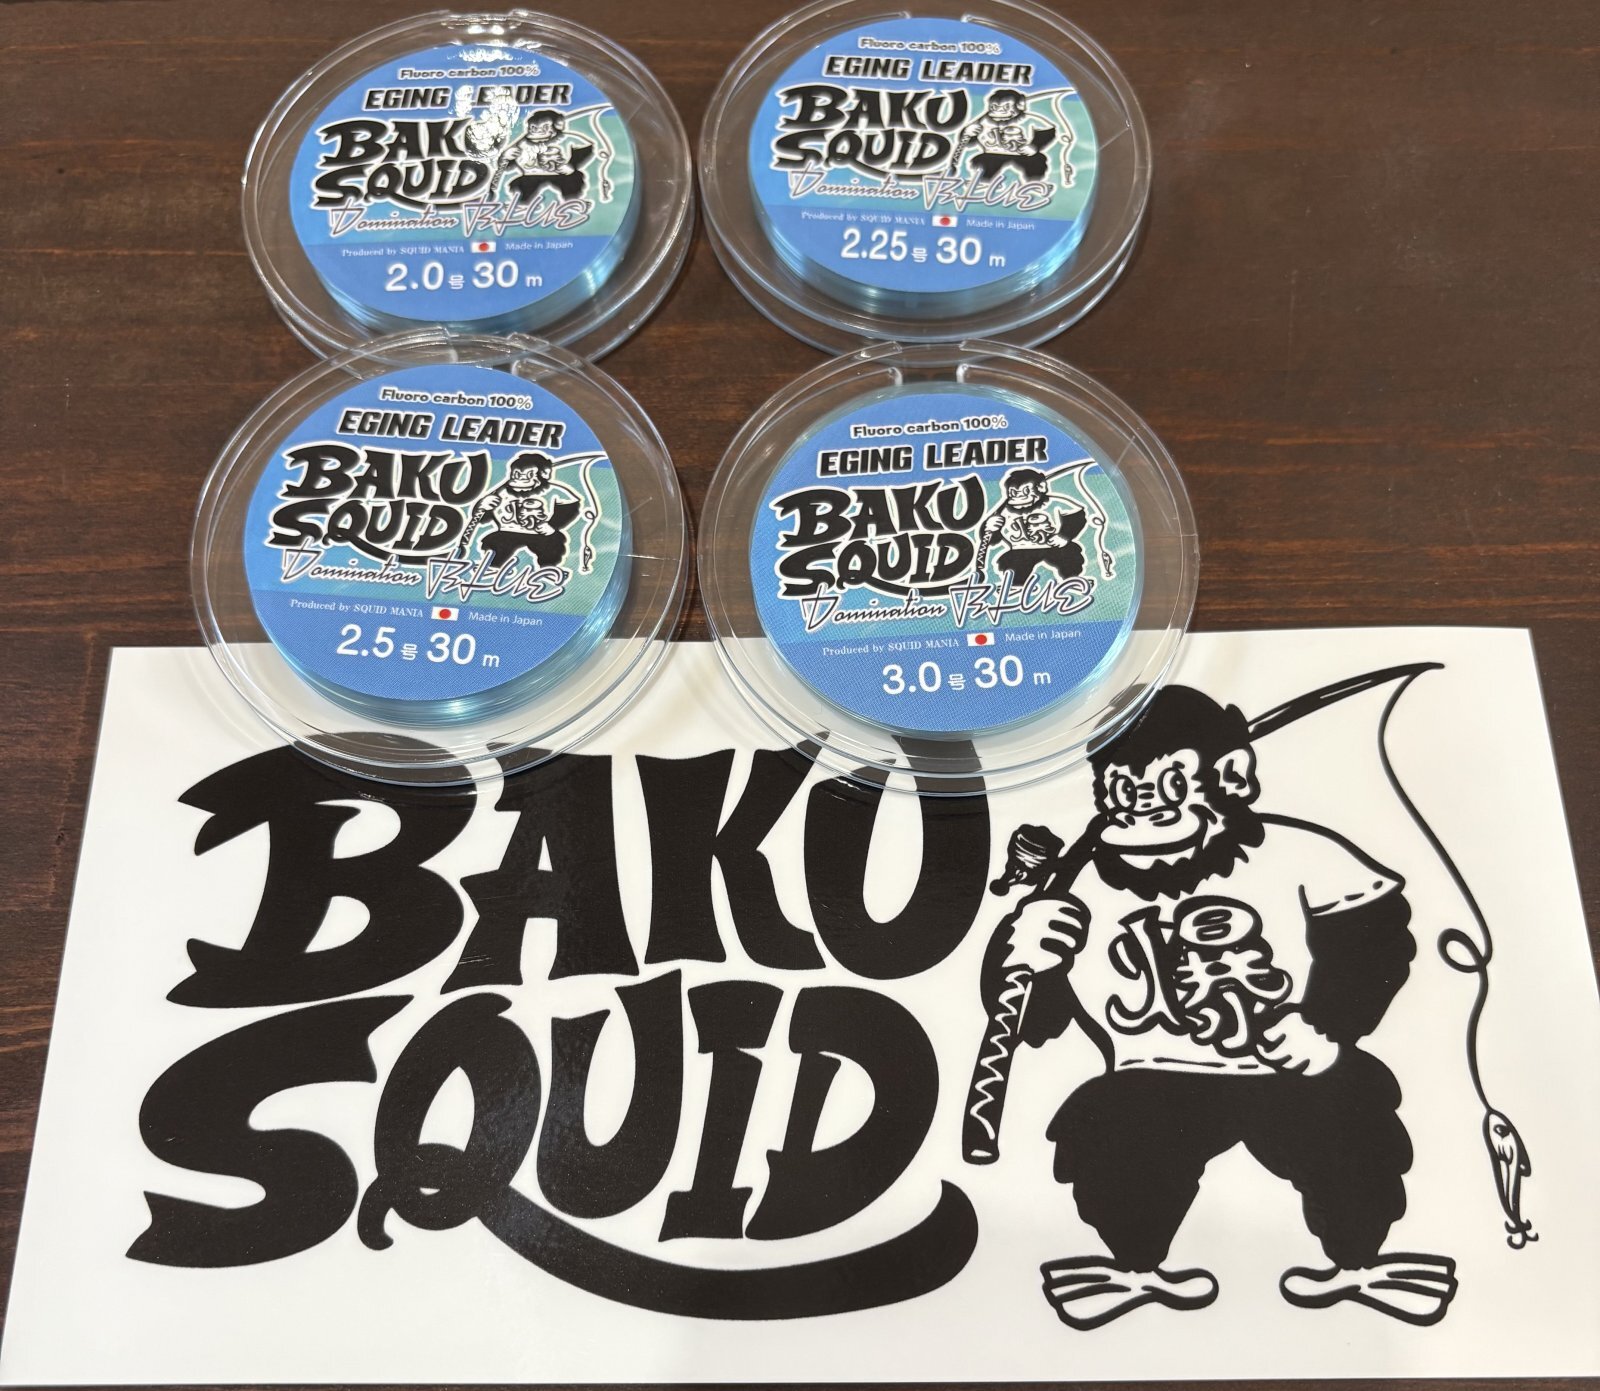 Fluoro carbon 100%
EGING LEADER
BAKU
SQUID
Domination BLUE
Produced by SQUID MANIA Made in Japan
2.0号 30m
Fluoro carbon 100%
EGING LEADER
BAKU
SQUID
Domination BLUE
Produced by SQUID MANIA Made in Japan
2.25号 30m
Fluoro carbon 100%
EGING LEADER
BAKU
SQUID
Domination BLUE
Produced by SQUID MANIA Made in Japan
2.5号 30m
Fluoro carbon 100%
EGING LEADER
BAKU
SQUID
Domination BLUE
Produced by SQUID MANIA Made in Japan
3.0号 30m
BAKU
SQUID
爆